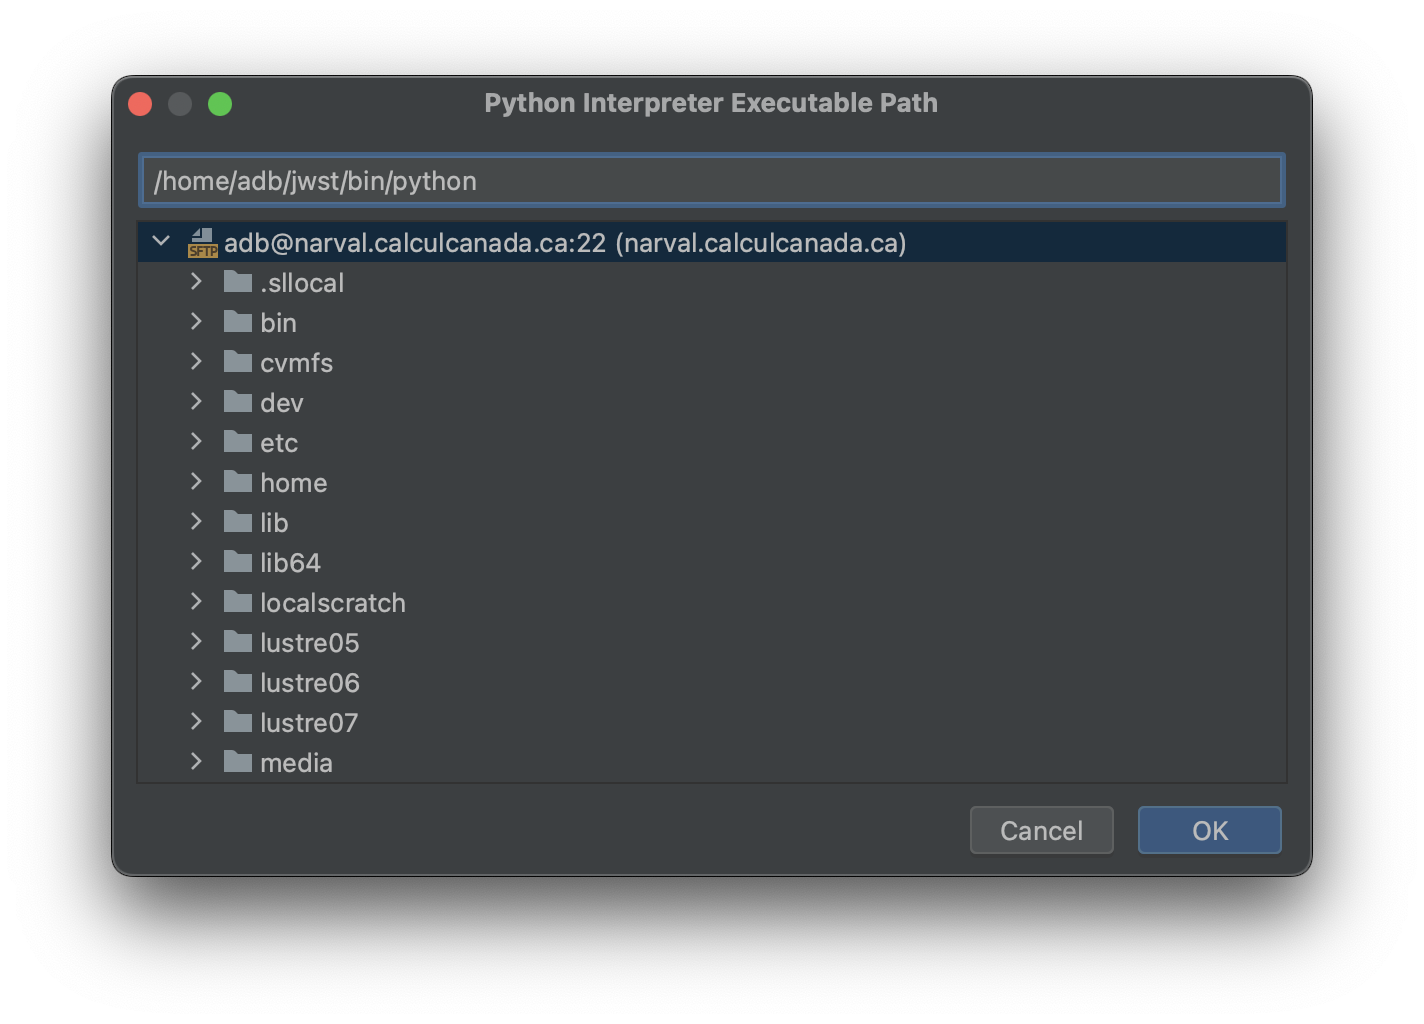 Python Interpreter Executable Path
/home/adb/jwst/bin/python
SFTP adb@narval.calculcanada.ca:22 (narval.calculcanada.ca)
.sllocal
bin
cvmfs
dev
etc
home
lib
lib64
localscratch
lustre05
lustre06
lustre07
media
Cancel OK